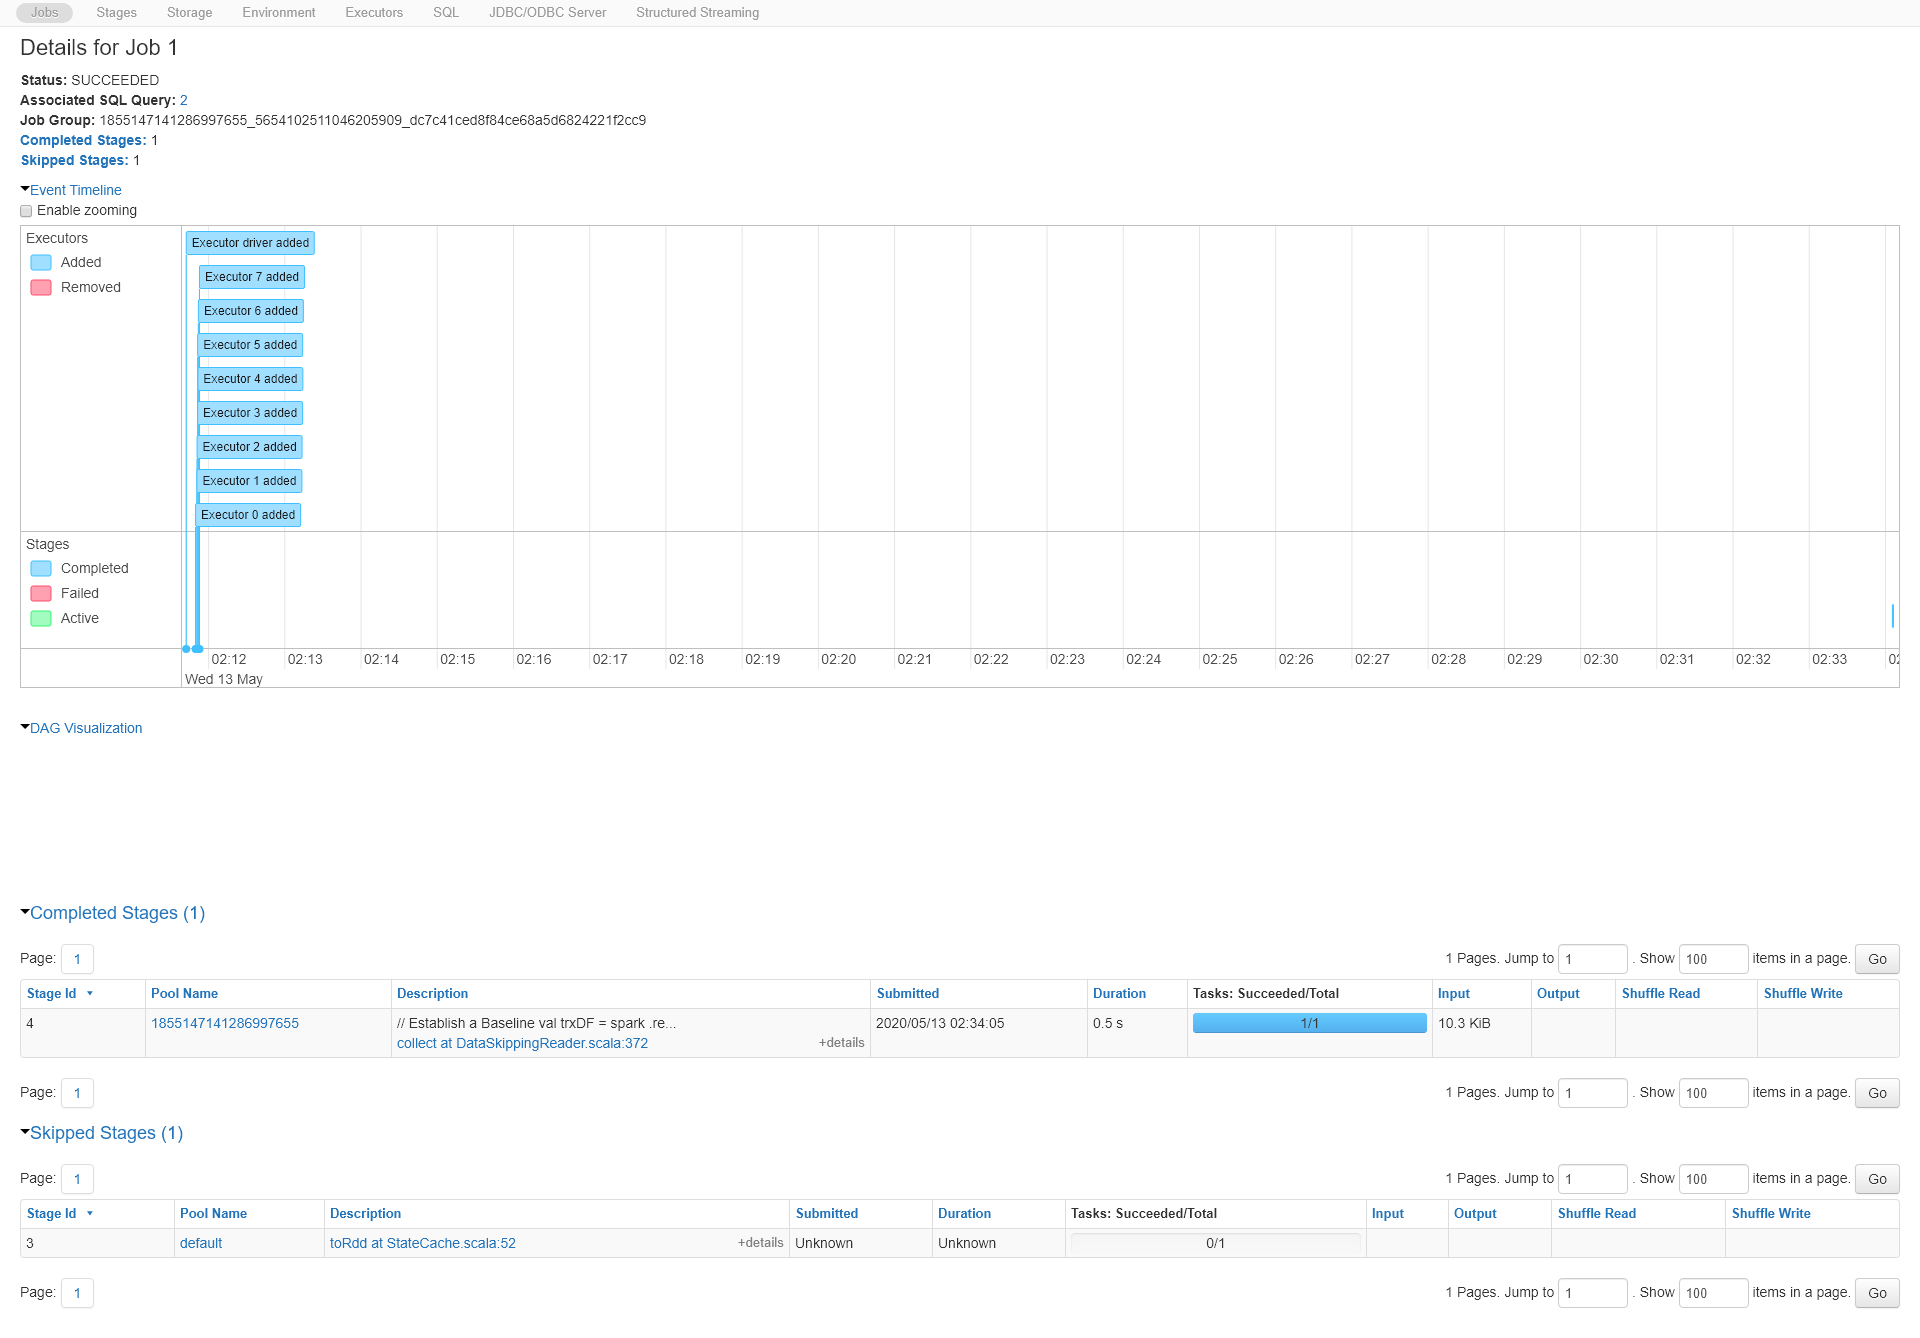 Jobs Stages Storage Environment Executors SQL JDBC/ODBC Server Structured Streaming
Details for Job 1
Status: SUCCEEDED
Associated SQL Query: 2
Job Group: 1855147141286997655_5654102511046205909_dc7c41ced8f84ce68a5d6824221f2cc9
Completed Stages: 1
Skipped Stages: 1
Event Timeline
Enable zooming
Executors
Added
Removed
Executor driver added
Executor 7 added
Executor 6 added
Executor 5 added
Executor 4 added
Executor 3 added
Executor 2 added
Executor 1 added
Executor 0 added
Stages
Completed
Failed
Active
02:12 02:13 02:14 02:15 02:16 02:17 02:18 02:19 02:20 02:21 02:22 02:23 02:24 02:25 02:26 02:27 02:28 02:29 02:30 02:31 02:32 02:33
Wed 13 May
DAG Visualization
Completed Stages (1)
Page: 1 1 Pages. Jump to 1 . Show 100 items in a page. Go
Stage Id Pool Name Description Submitted Duration Tasks: Succeeded/Total Input Output Shuffle Read Shuffle Write
4 1855147141286997655 // Establish a Baseline val trxDF = spark .re... 2020/05/13 02:34:05 0.5 s 1/1 10.3 KiB
collect at DataSkippingReader.scala:372 +details
Page: 1 1 Pages. Jump to 1 . Show 100 items in a page. Go
Skipped Stages (1)
Page: 1 1 Pages. Jump to 1 . Show 100 items in a page. Go
Stage Id Pool Name Description Submitted Duration Tasks: Succeeded/Total Input Output Shuffle Read Shuffle Write
3 default toRdd at StateCache.scala:52 +details Unknown Unknown 0/1
Page: 1 1 Pages. Jump to 1 . Show 100 items in a page. Go